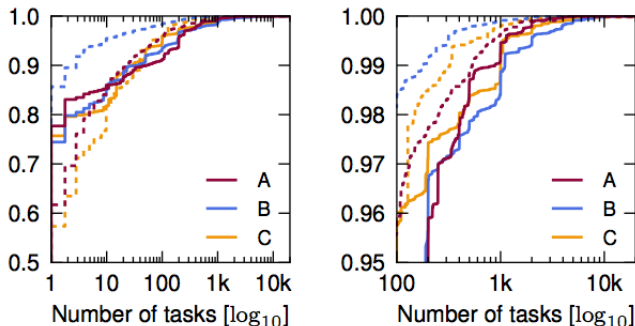 1.0
0.9
0.8
0.7
0.6
0.5
1 10 100 1k 10k
Number of tasks [log10]
A
B
C
1.00
0.99
0.98
0.97
0.96
0.95
100 1k 10k
Number of tasks [log10]
A
B
C